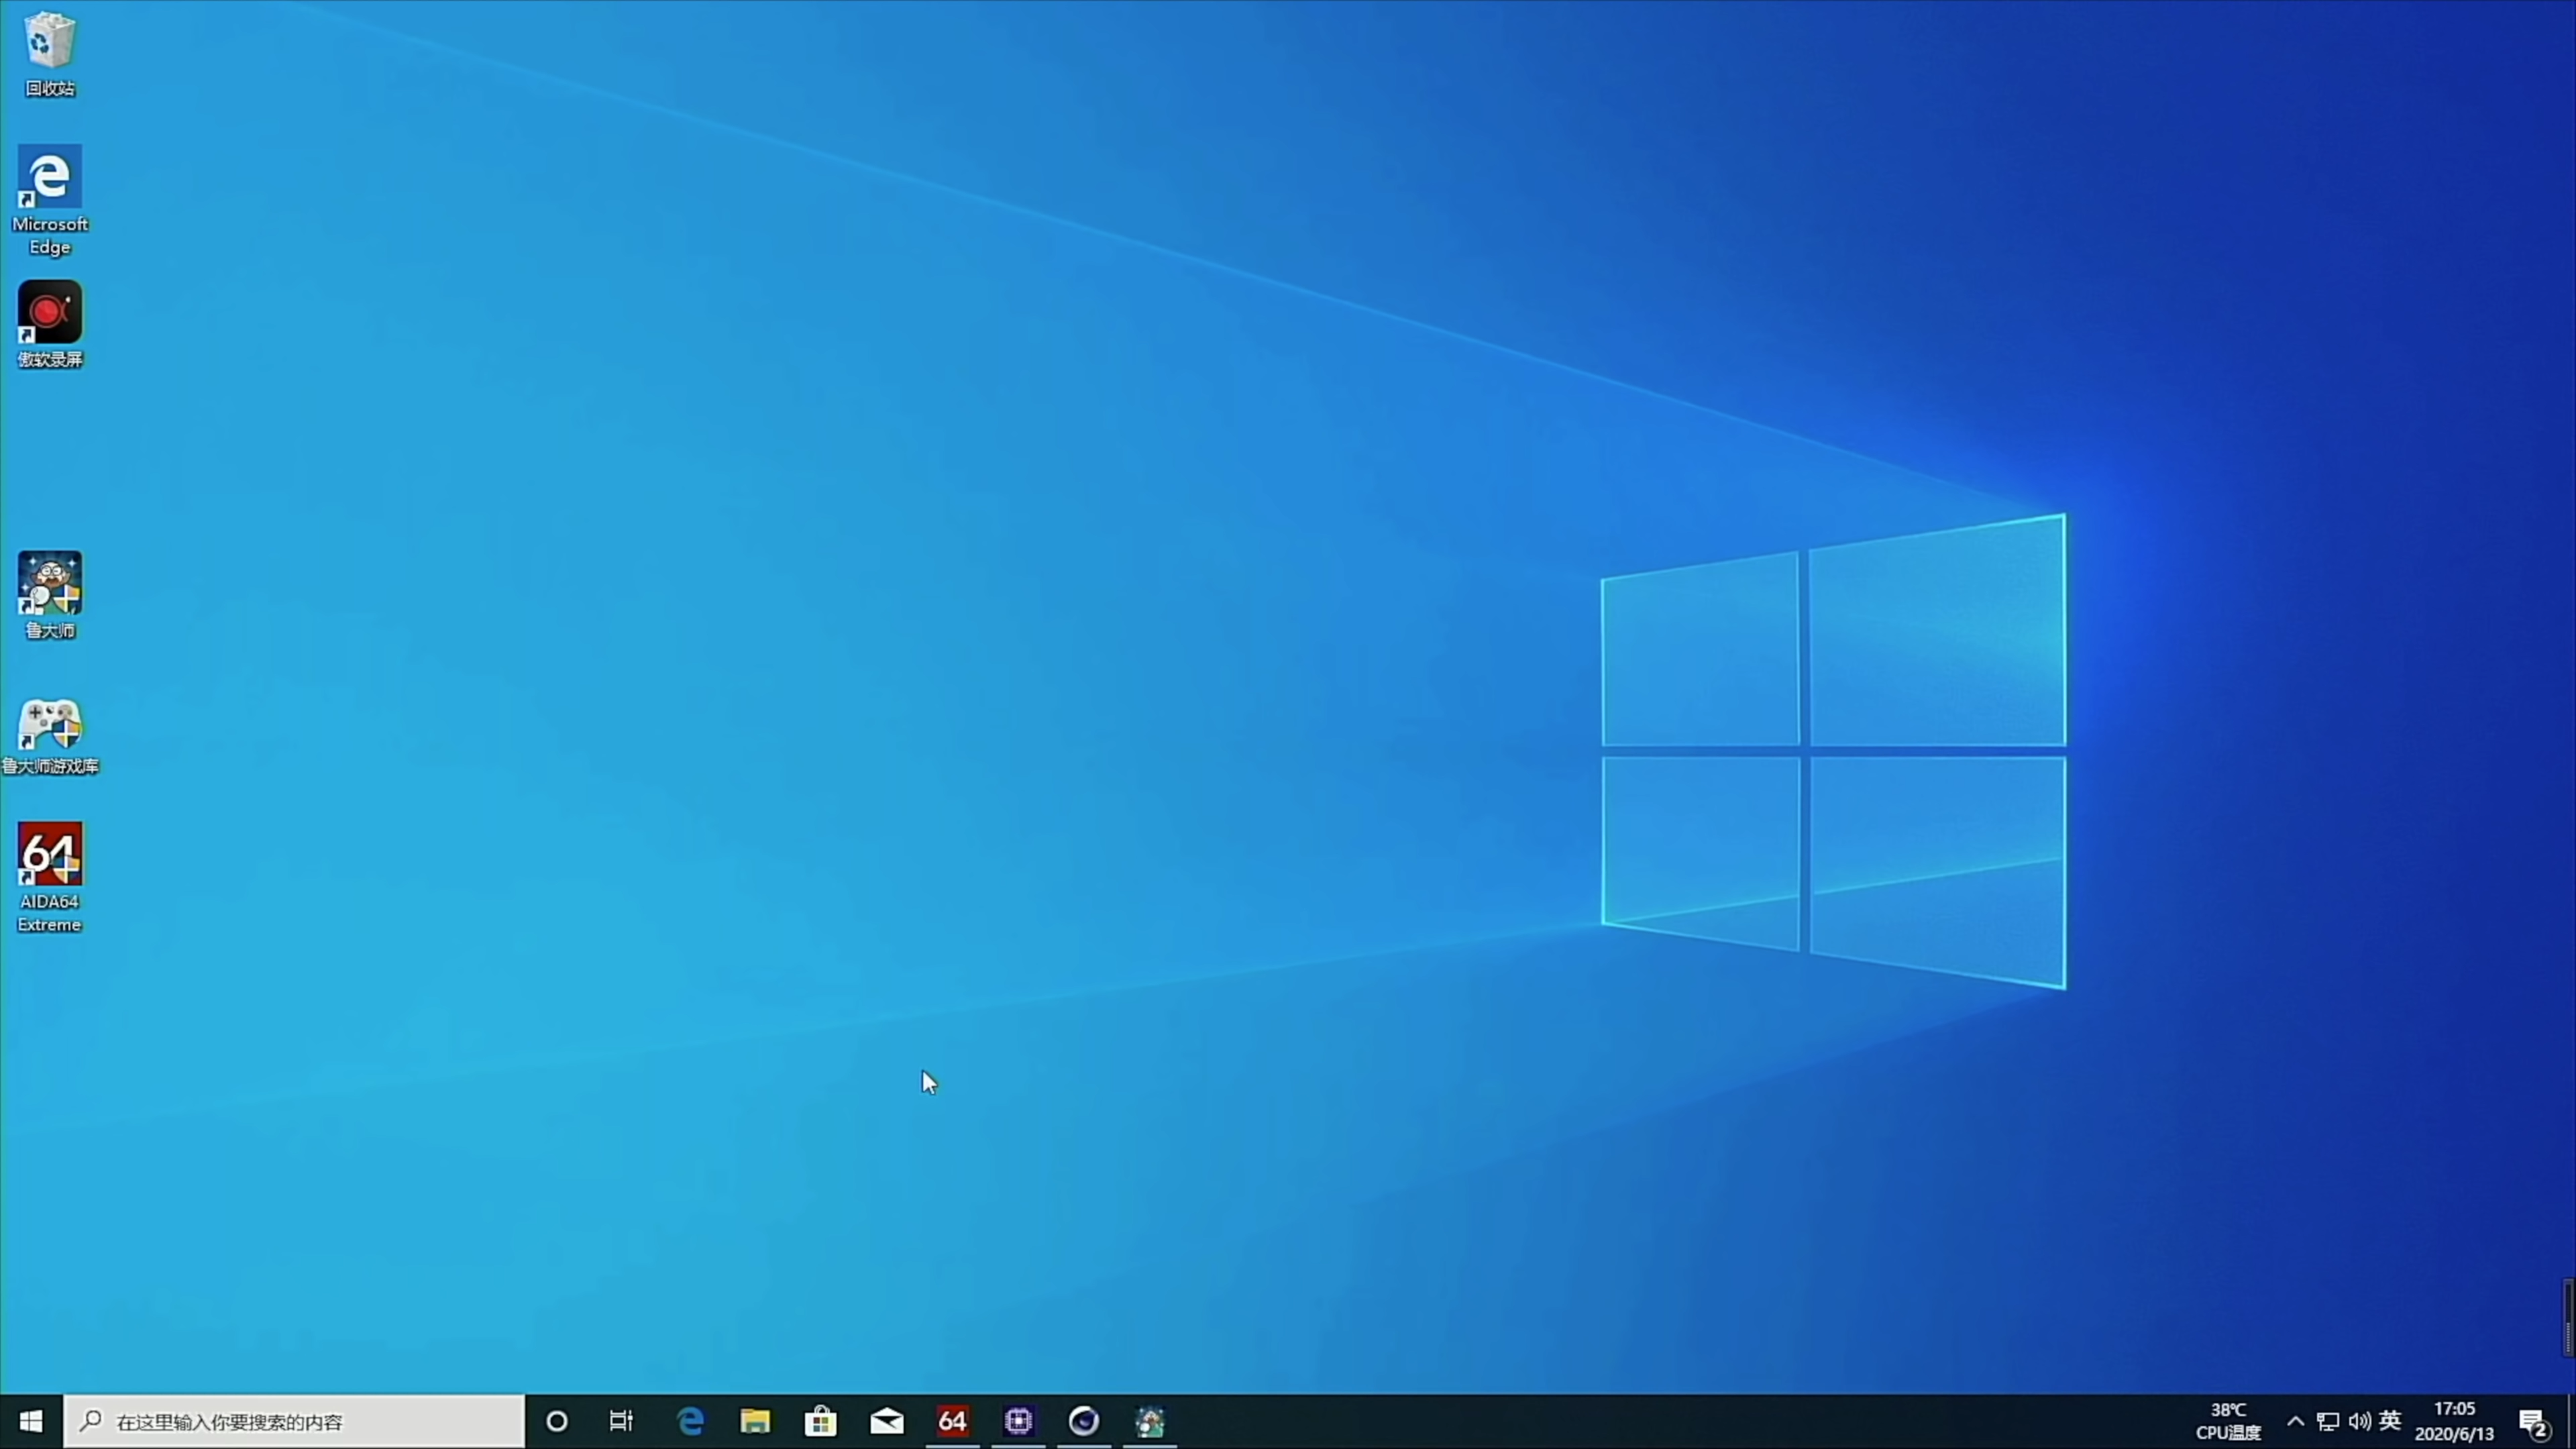 回收站
Microsoft
Edge
傲软录屏
鲁大师
鲁大师游戏库
64
AIDA64
Extreme
在这里输入你要搜索的内容
64
38℃
CPU温度
英
17:05
2020/6/13
2